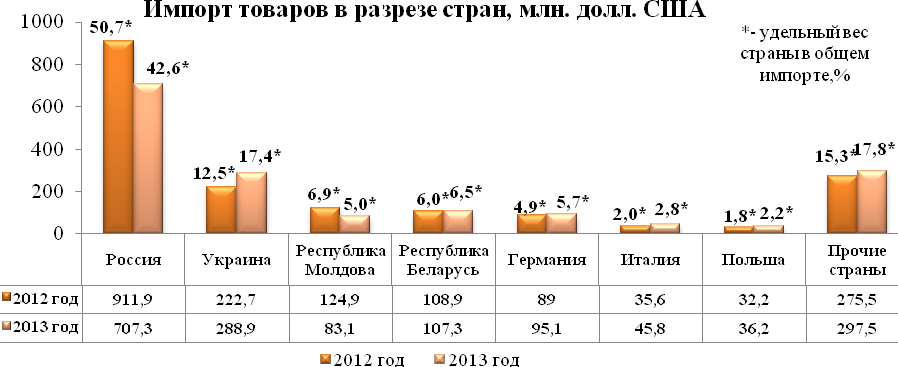 Импорт товаров в разрезе стран, млн. долл. США
*- удельный вес
страны в общем
импорте,%
1000
800
600
400
200
0
50,7*
42,6*
12,5*
17,4*
6,9*
5,0*
6,0*
6,5*
4,9*
5,7*
2,0*
2,8*
1,8*
2,2*
15,3*
17,8*
Россия
Украина
Республика
Молдова
Республика
Беларусь
Германия
Италия
Польша
Прочие
страны
2012 год 911,9 222,7 124,9 108,9 89 35,6 32,2 275,5
2013 год 707,3 288,9 83,1 107,3 95,1 45,8 36,2 297,5
2012 год 2013 год